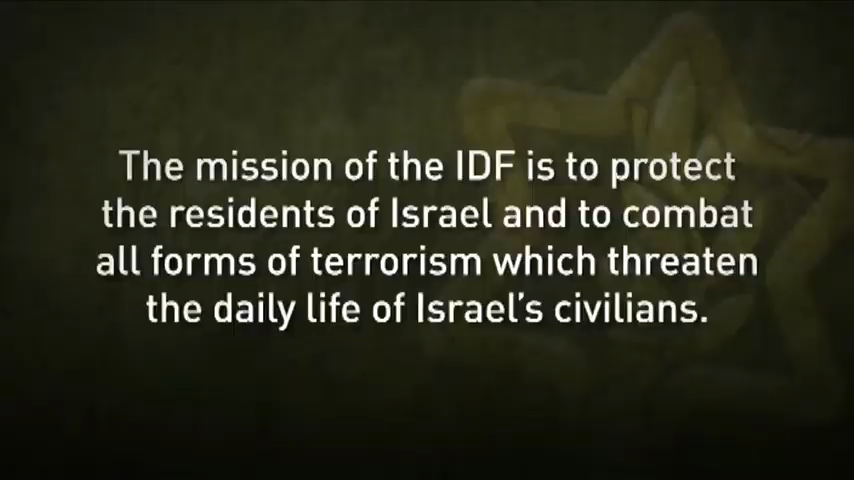 The mission of the IDF is to protect
the residents of Israel and to combat
all forms of terrorism which threaten
the daily life of Israel's civilians.